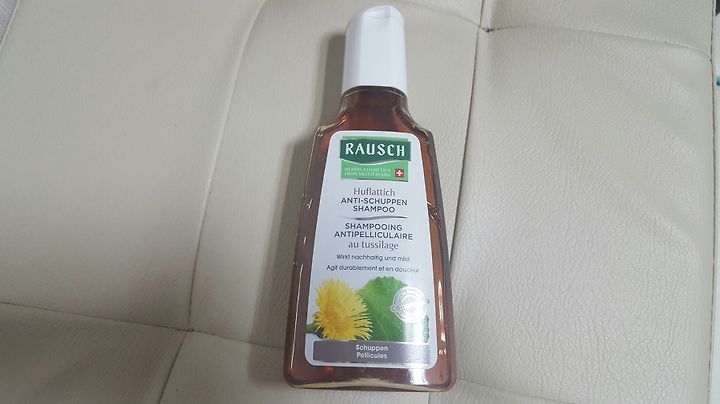 RAUSCH
HERBAL COSMETICS
FROM SWITZERLAND
Huflattich
ANTI-SCHUPPEN
SHAMPOO
SHAMPOOING
ANTIPELLICULAIRE
au tussilage
Wirkt nachhaltig und mild
Agit durablement et en douceur
Schuppen
Pellicules